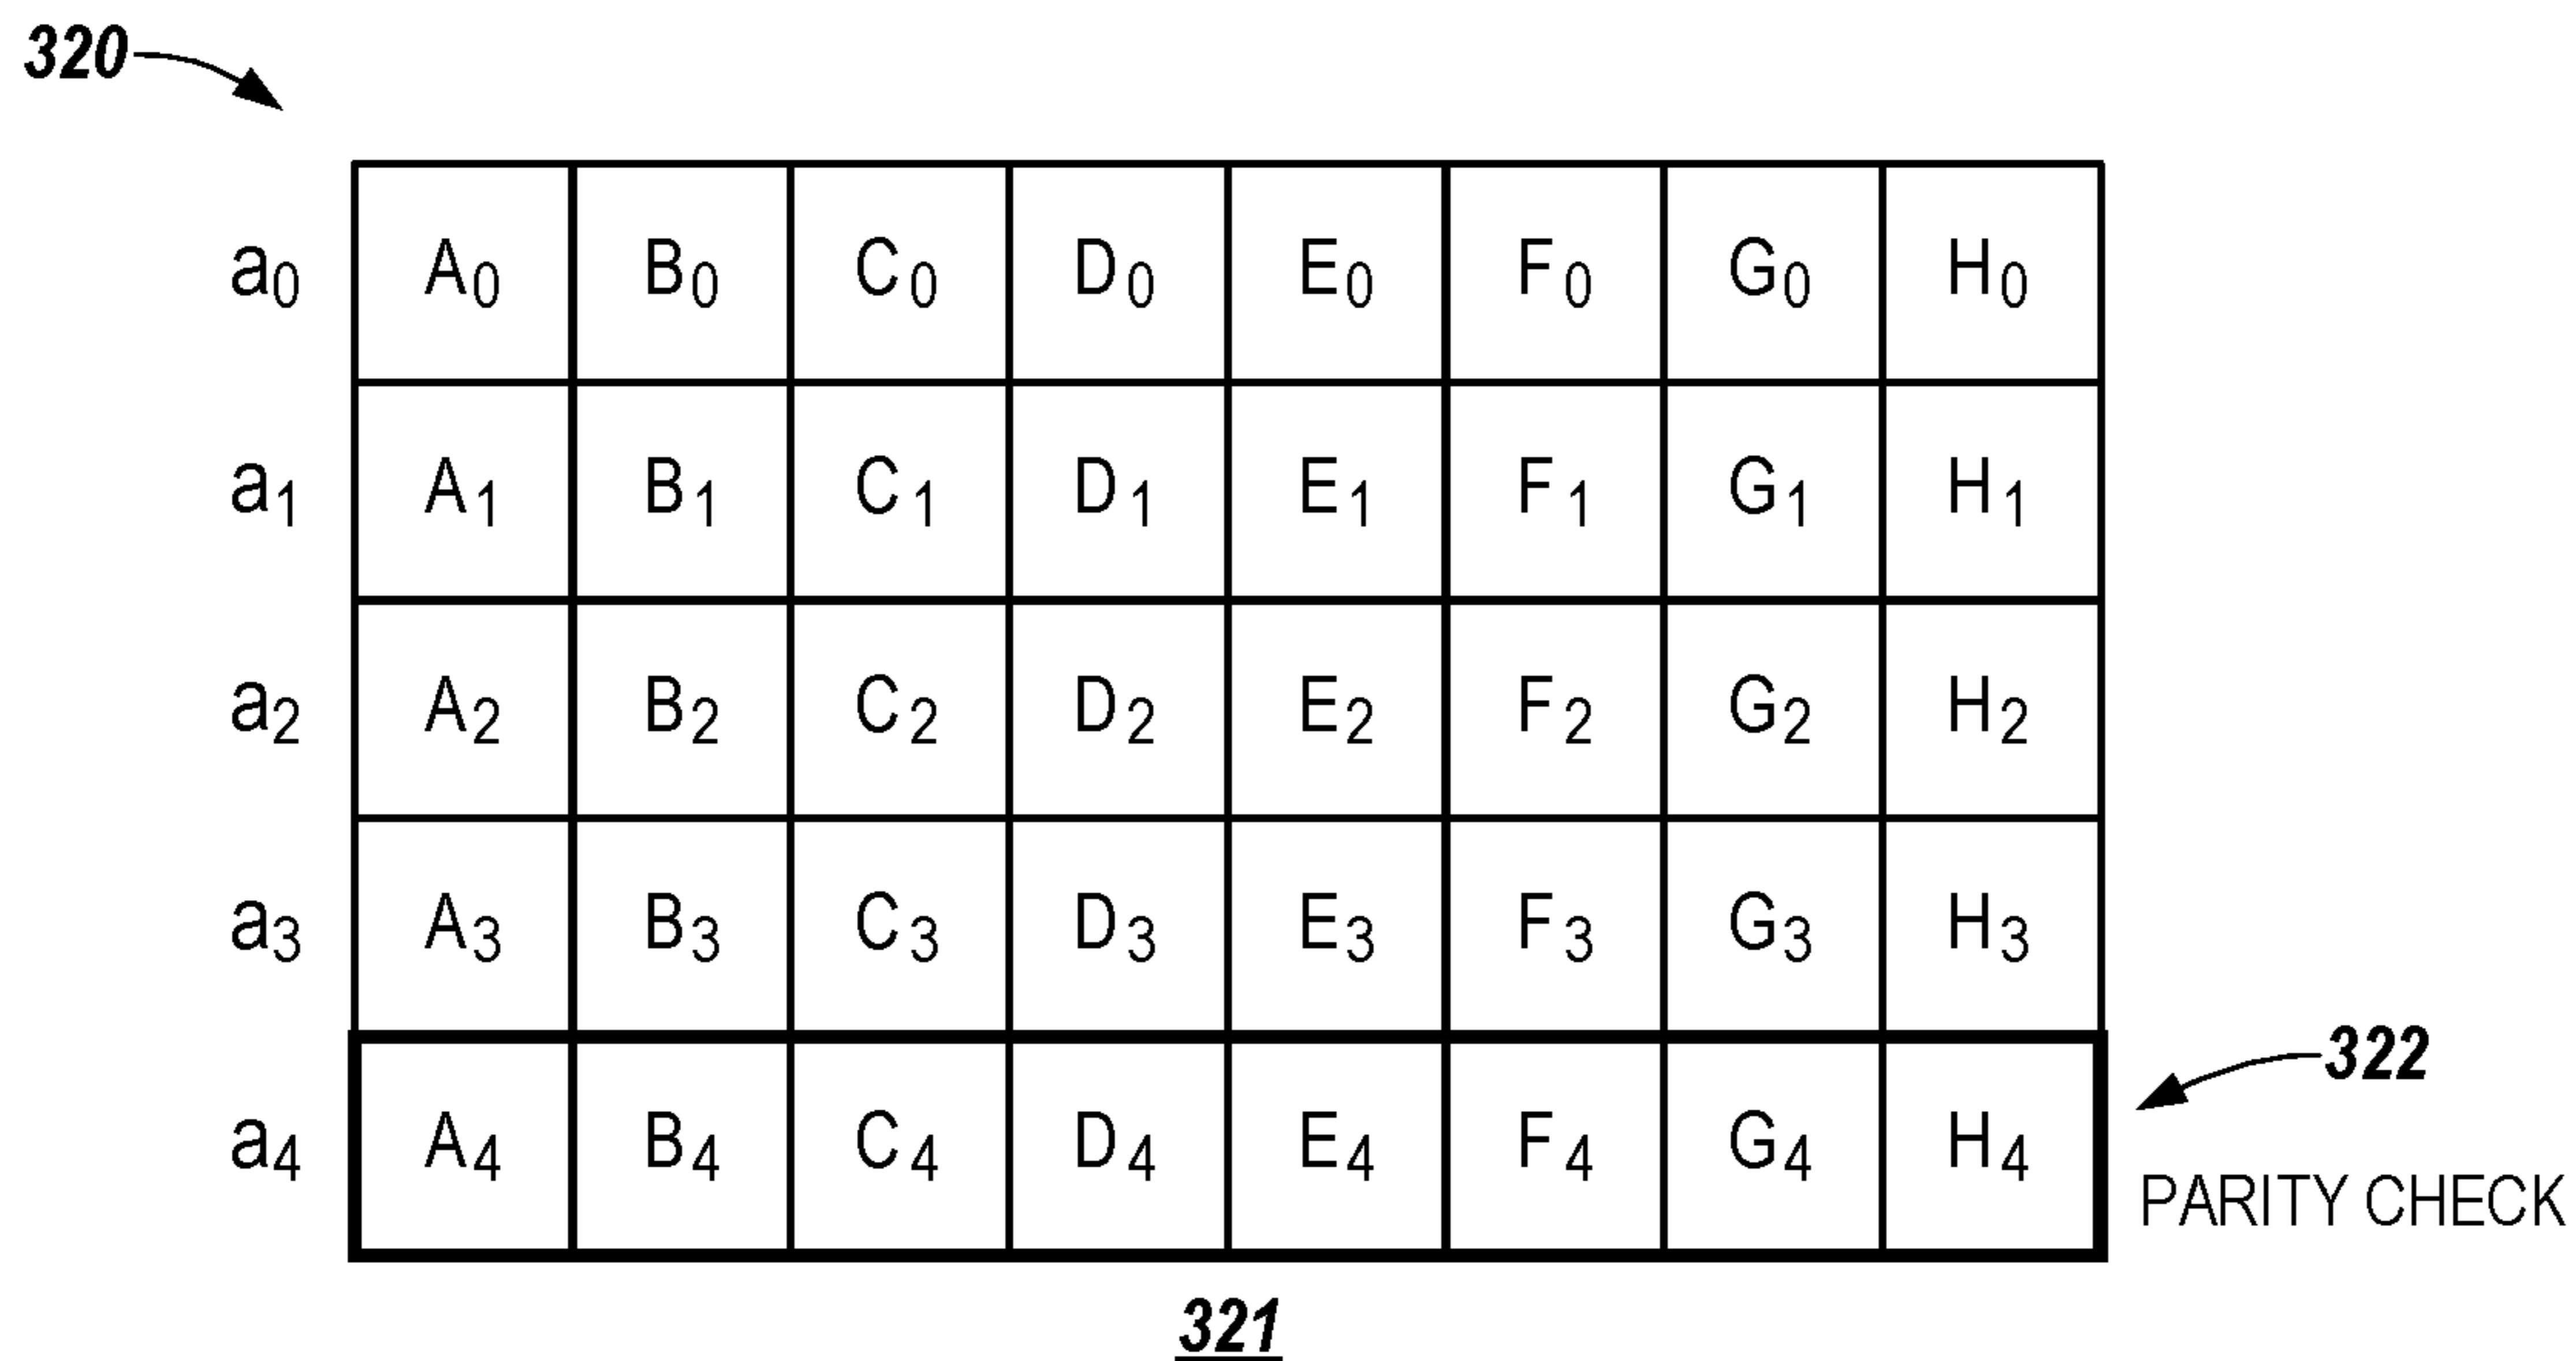 320
a0 A0 B0 C0 D0 E0 F0 G0 H0
a1 A1 B1 C1 D1 E1 F1 G1 H1
a2 A2 B2 C2 D2 E2 F2 G2 H2
a3 A3 B3 C3 D3 E3 F3 G3 H3
322
a4 A4 B4 C4 D4 E4 F4 G4 H4
PARITY CHECK
321